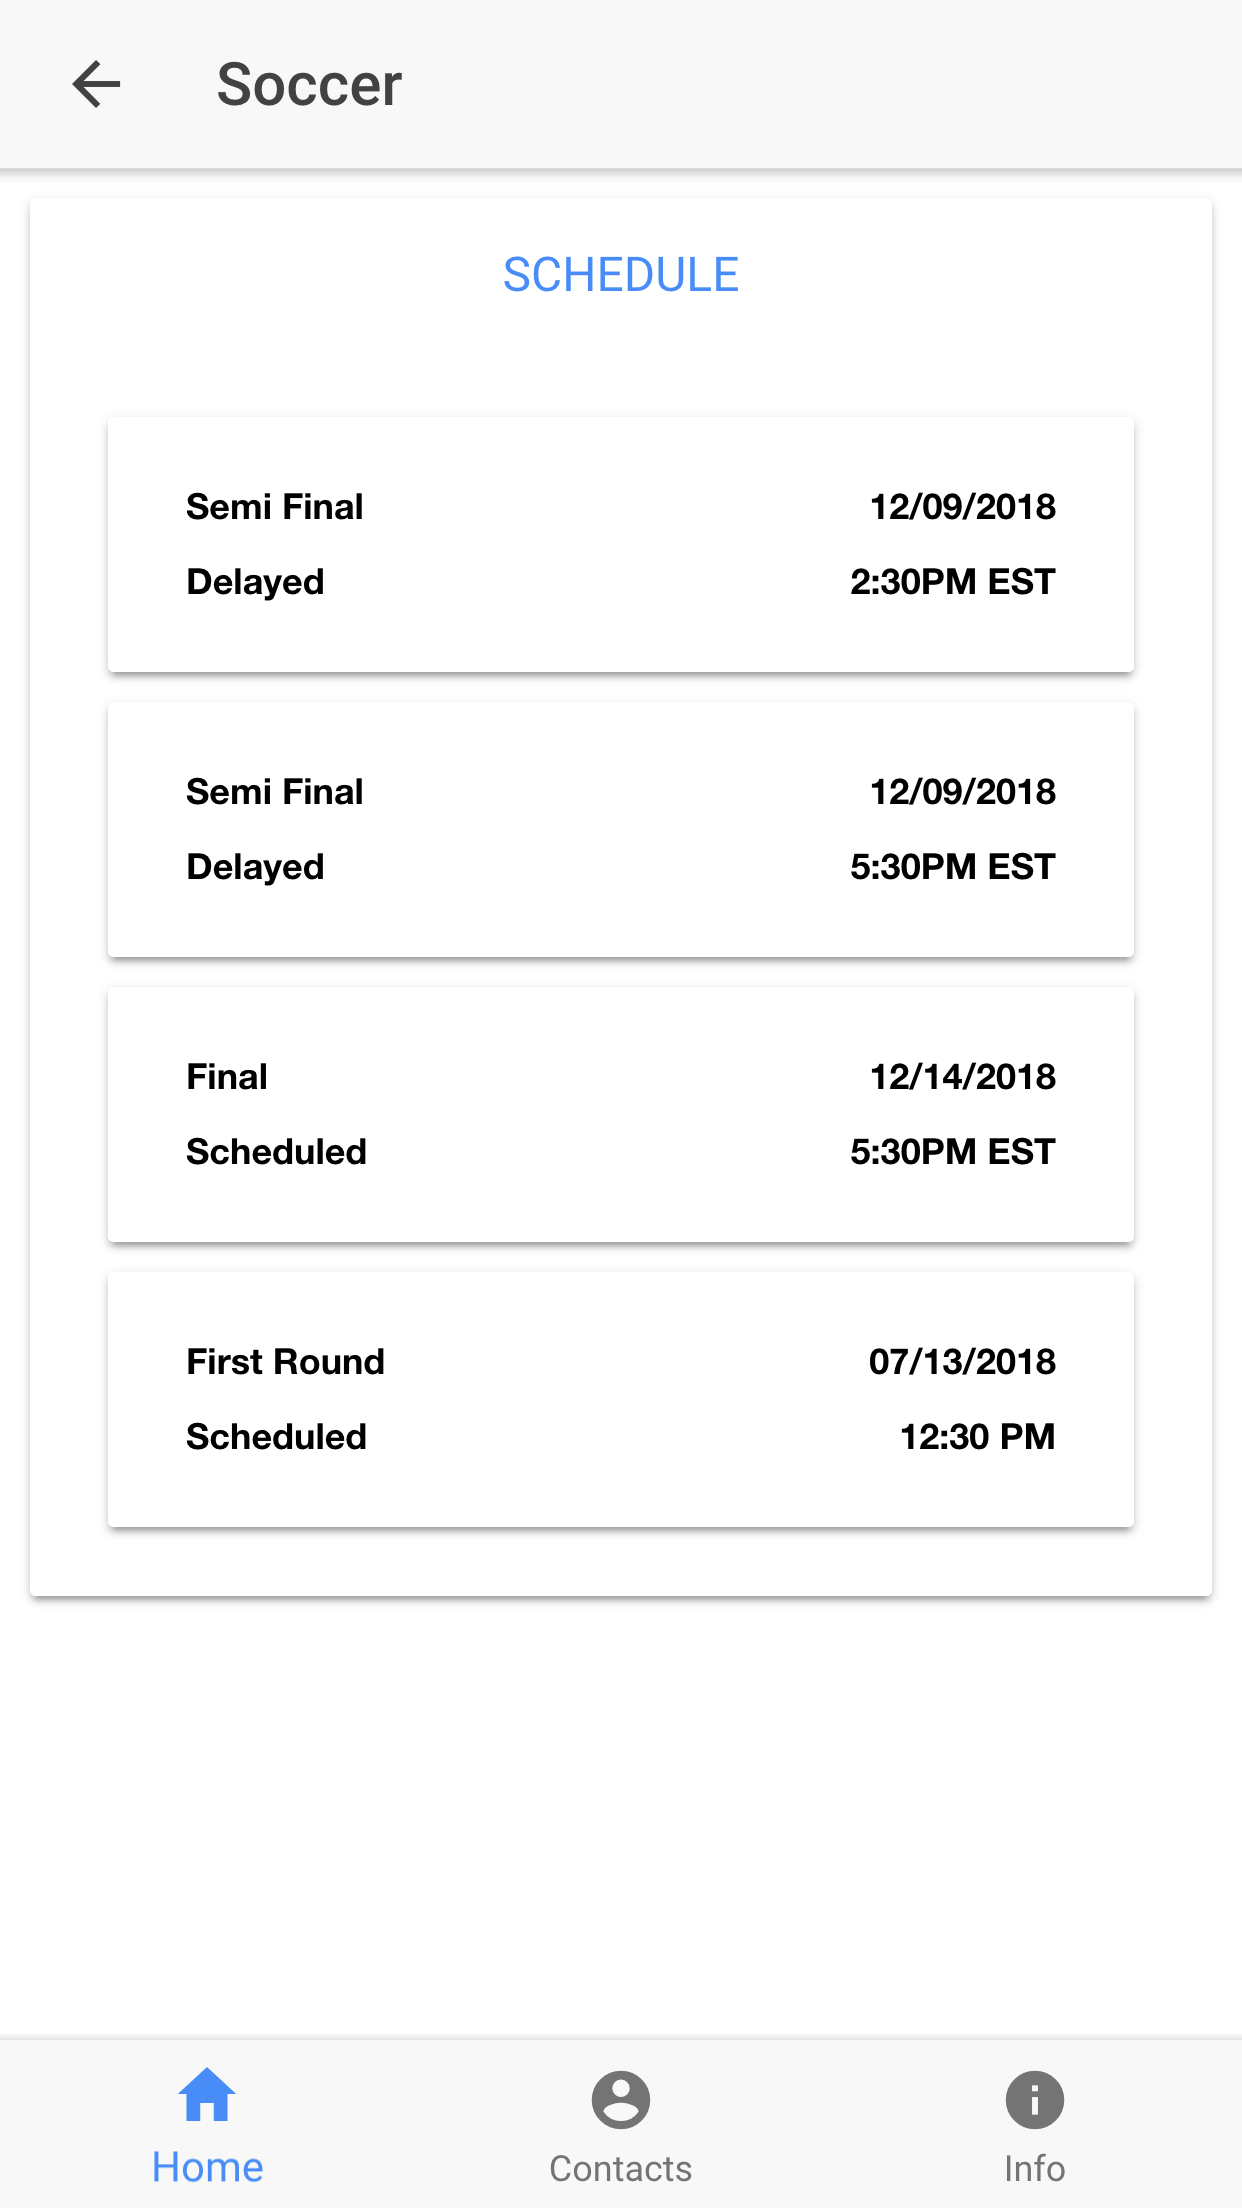 Soccer
SCHEDULE
Semi Final 12/09/2018
Delayed 2:30PM EST
Semi Final 12/09/2018
Delayed 5:30PM EST
Final 12/14/2018
Scheduled 5:30PM EST
First Round 07/13/2018
Scheduled 12:30 PM
Home Contacts Info